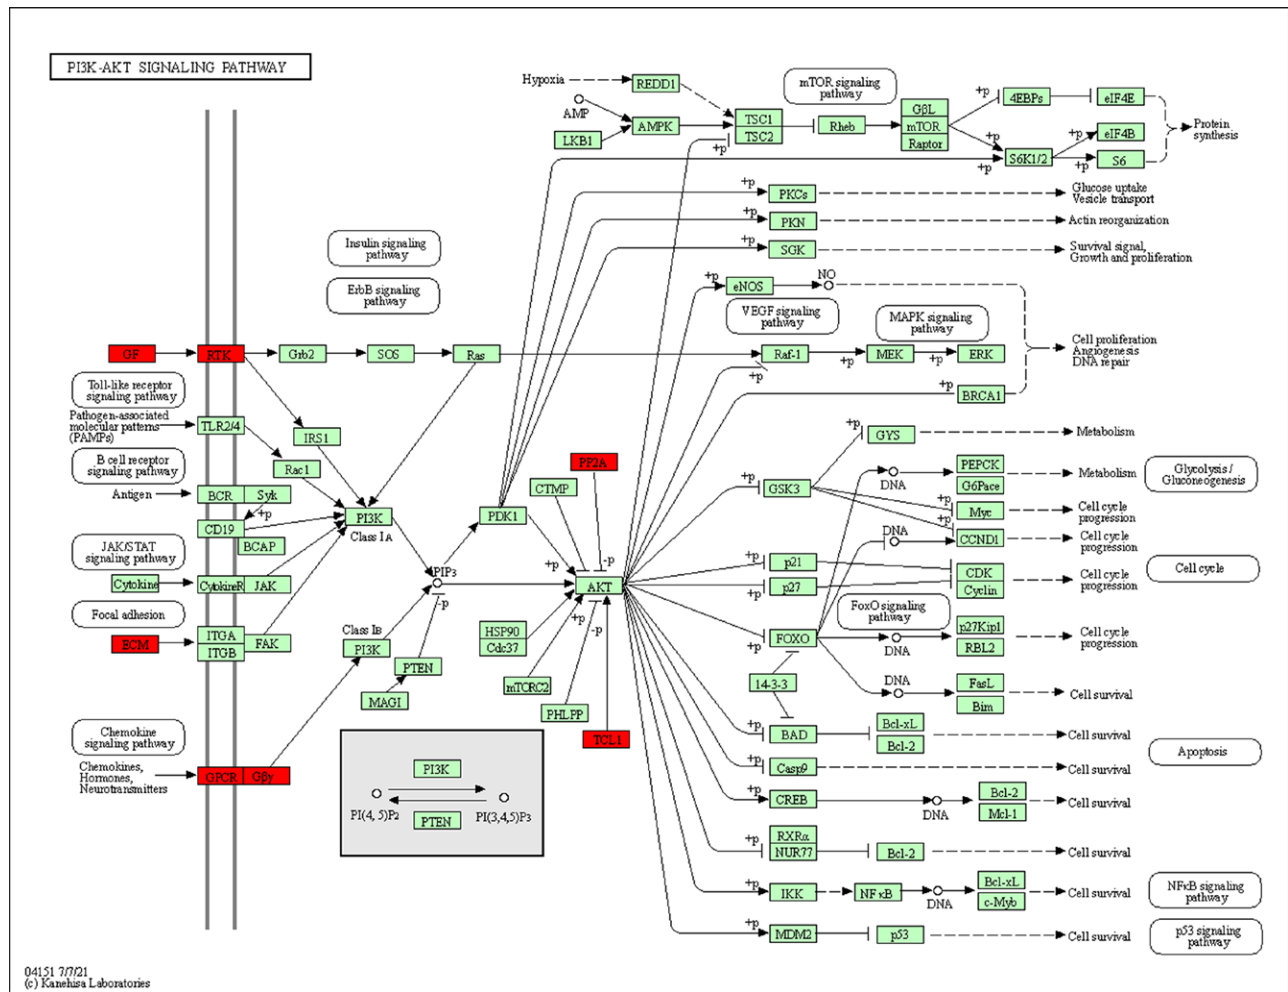 PI3K-AKT SIGNALING PATHWAY
Hypoxia
REDD1
mTOR signaling
pathway
AMP
LKB1
AMPK
TSC1
TSC2
+p
Rheb
GβL
mTOR
Raptor
+p
4EBPs
eIF4E
+p
+p
S6K1/2
+p
eIF4B
+p
S6
Protein
synthesis
+p
PKCs
Glucose uptake
Vesicle transport
+p
PKN
Actin reorganization
+p
SGK
Survival signal,
Growth and proliferation
Insulin signaling
pathway
ErbB signaling
pathway
+p
eNOS
NO
VEGF signaling
pathway
MAPK signaling
pathway
GF
RTK
Grb2
SOS
Ras
Raf-1
+p
+p
MEK
+p
ERK
Cell proliferation
Angiogenesis
DNA repair
+p
BRCA1
Toll-like receptor
signaling pathway
Pathogen-associated
molecular patterns
(PAMPs)
TLR2/4
IRS1
Rac1
B cell receptor
signaling pathway
Antigen
BCR
Syk
+p
CD19
BCAP
PI3K
Class IA
PP2A
CTMP
PDK1
+p
-p
GYS
Metabolism
+p
GSK3
+p
DNA
PEPCK
G6Pace
Metabolism
Glycolysis /
Gluconeogenesis
+p
Myc
Cell cycle
progression
+p
DNA
CCND1
Cell cycle
progression
JAK/STAT
signaling pathway
Cytokine
CytokineR
JAK
PIP3
-p
AKT
+p
p21
+p
p27
CDK
Cyclin
Cell cycle
progression
Cell cycle
Focal adhesion
ECM
ITGA
ITGB
FAK
Class IB
PI3K
PTEN
MAGI
HSP90
Cdc37
+p
-p
mTORC2
PHLPP
TCL1
FOXO
+p
FoxO signaling
pathway
DNA
p27Kip1
RBL2
Cell cycle
progression
14-3-3
DNA
FasL
Bim
Cell survival
Chemokine
signaling pathway
Chemokines,
Hormones,
Neurotransmitters
GPCR
Gβγ
PI3K
PI(4, 5)P2
PTEN
PI(3,4,5)P3
+p
BAD
Bcl-xL
Bcl-2
Cell survival
Apoptosis
+p
Casp9
Cell survival
+p
CREB
DNA
Bcl-2
Mcl-1
Cell survival
+p
RXRα
NUR77
Bcl-2
Cell survival
+p
IKK
NFκB
DNA
Bcl-xL
c-Myb
Cell survival
NFκB signaling
pathway
+p
MDM2
p53
Cell survival
p53 signaling
pathway
04151 7/7/21
(c) Kanehisa Laboratories